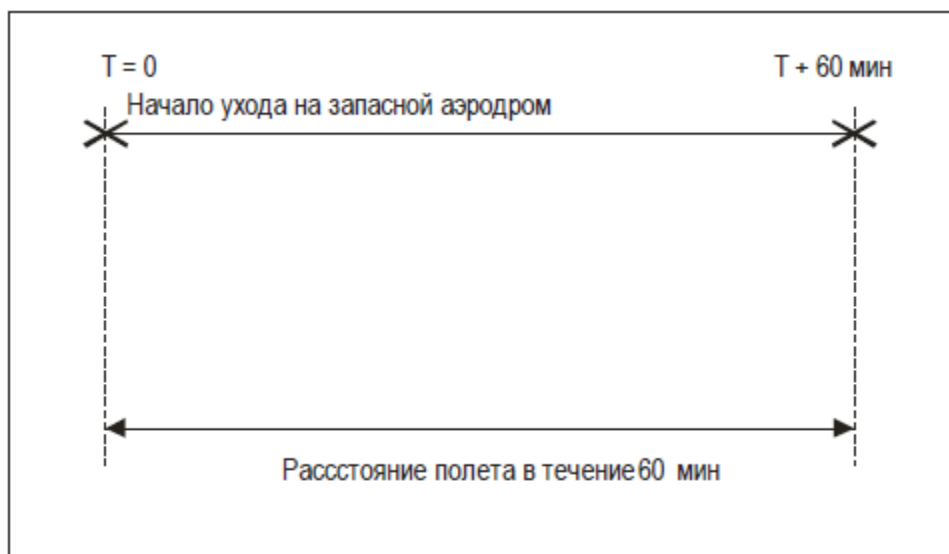 T = 0
T + 60 мин
Начало ухода на запасной аэродром
Рассстояние полета в течение 60 мин